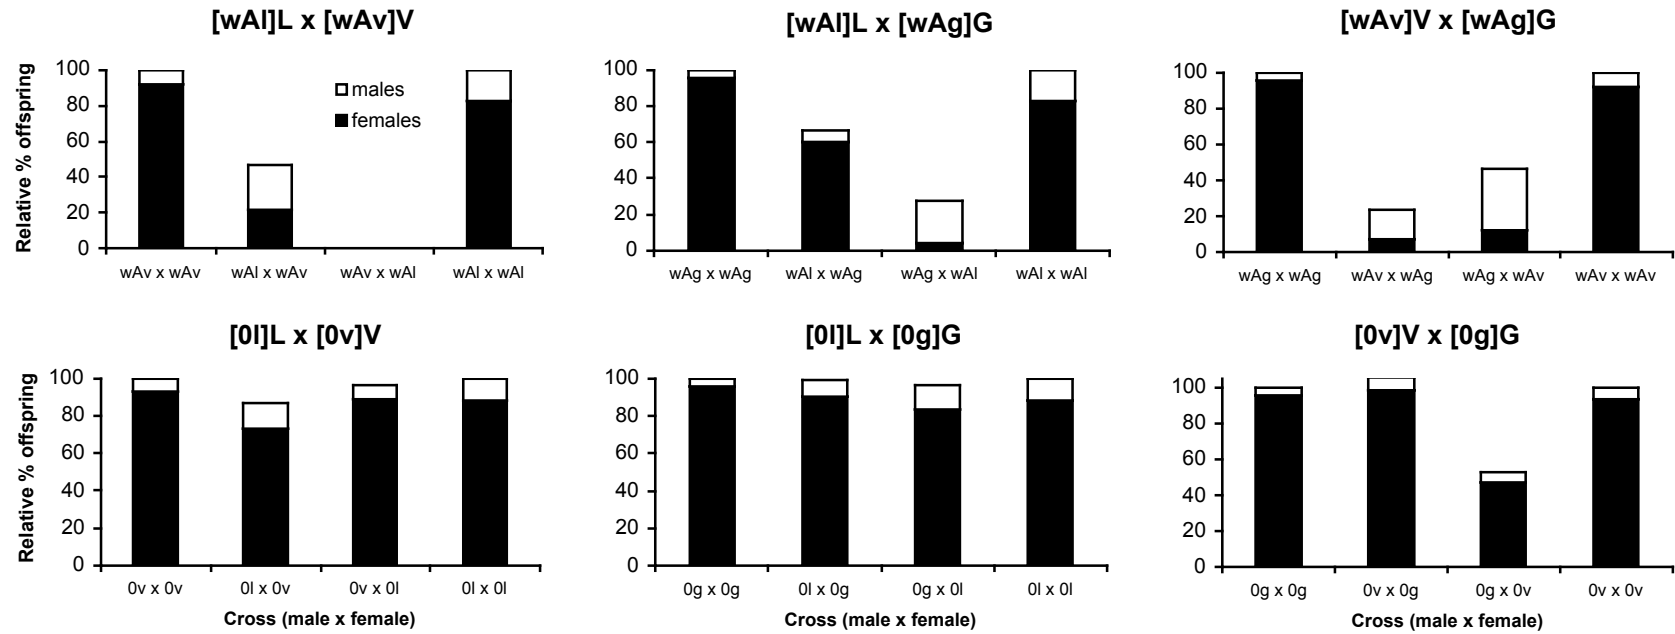 [wAl]L x [wAv]V
[wAl]L x [wAg]G
[wAv]V x [wAg]G
Relative % offspring
100
80
60
40
20
0
males
females
wAv x wAv
wAl x wAv
wAv x wAl
wAl x wAl
100
80
60
40
20
0
wAg x wAg
wAl x wAg
wAg x wAl
wAl x wAl
100
80
60
40
20
0
wAg x wAg
wAv x wAg
wAg x wAv
wAv x wAv
[0l]L x [0v]V
[0l]L x [0g]G
[0v]V x [0g]G
Relative % offspring
100
80
60
40
20
0
0v x 0v
0l x 0v
0v x 0l
0l x 0l
Cross (male x female)
100
80
60
40
20
0
0g x 0g
0l x 0g
0g x 0l
0l x 0l
Cross (male x female)
100
80
60
40
20
0
0g x 0g
0v x 0g
0g x 0v
0v x 0v
Cross (male x female)